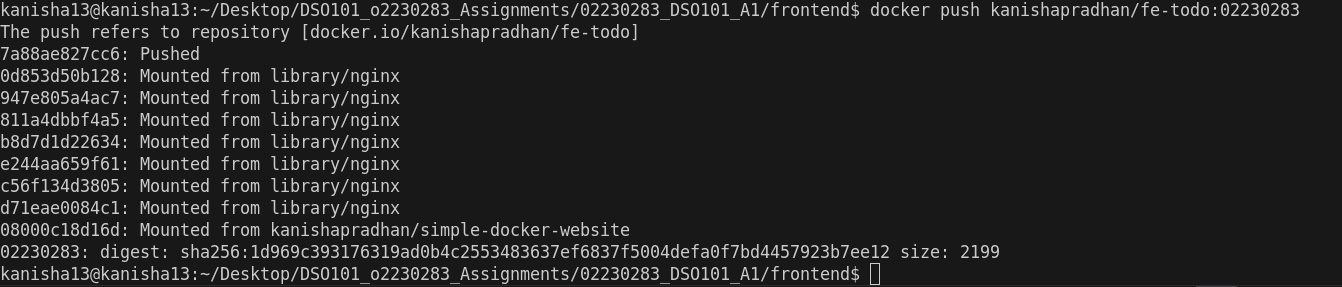 kanisha13@kanisha13:~/Desktop/DSO101_o2230283_Assignments/02230283_DSO101_A1/frontend$ docker push kanishapradhan/fe-todo:02230283
The push refers to repository [docker.io/kanishapradhan/fe-todo]
7a88ae827cc6: Pushed
0d853d50b128: Mounted from library/nginx
947e805a4ac7: Mounted from library/nginx
811a4dbbf4a5: Mounted from library/nginx
b8d7d1d22634: Mounted from library/nginx
e244aa659f61: Mounted from library/nginx
c56f134d3805: Mounted from library/nginx
d71eae0084c1: Mounted from library/nginx
08000c18d16d: Mounted from kanishapradhan/simple-docker-website
02230283: digest: sha256:1d969c393176319ad0b4c2553483637ef6837f5004defa0f7bd4457923b7ee12 size: 2199
kanisha13@kanisha13:~/Desktop/DSO101_o2230283_Assignments/02230283_DSO101_A1/frontend$